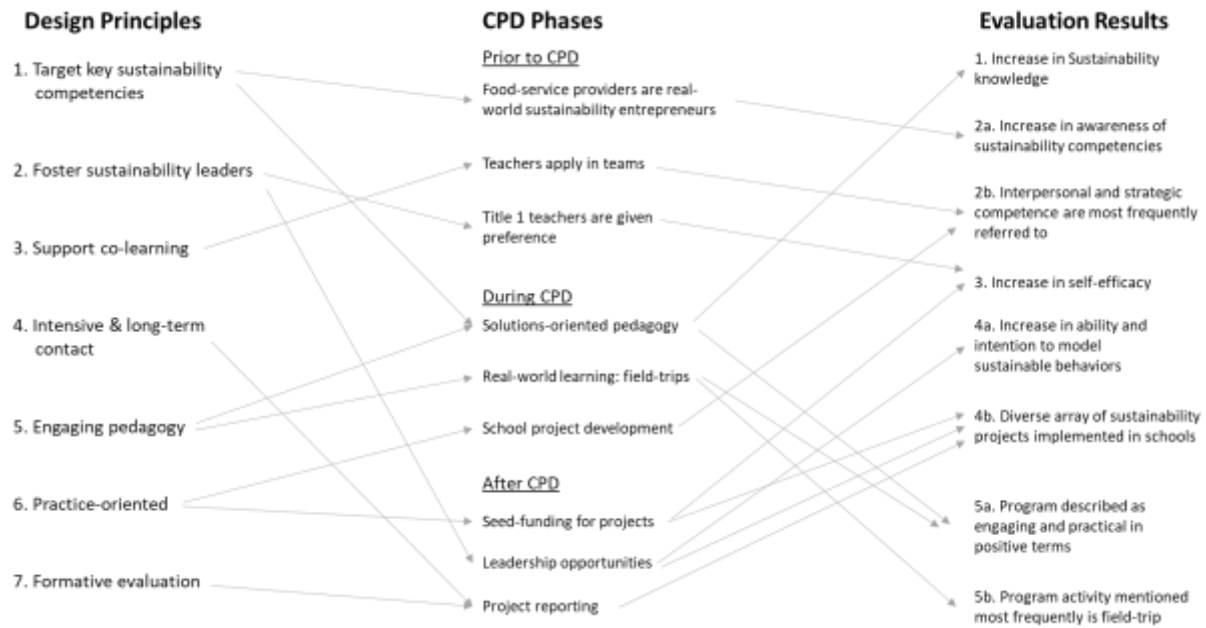 Design Principles
1. Target key sustainability
competencies
2. Foster sustainability leaders
3. Support co-learning
4. Intensive & long-term
contact
5. Engaging pedagogy
6. Practice-oriented
7. Formative evaluation
CPD Phases
Prior to CPD
Food-service providers are real-
world sustainability entrepreneurs
Teachers apply in teams
Title 1 teachers are given
preference
During CPD
Solutions-oriented pedagogy
Real-world learning: field-trips
School project development
After CPD
Seed-funding for projects
Leadership opportunities
Project reporting
Evaluation Results
1. Increase in Sustainability
knowledge
2a. Increase in awareness of
sustainability competencies
2b. Interpersonal and strategic
competence are most frequently
referred to
3. Increase in self-efficacy
4a. Increase in ability and
intention to model
sustainable behaviors
4b. Diverse array of sustainability
projects implemented in schools
5a. Program described as
engaging and practical in
positive terms
5b. Program activity mentioned
most frequently is field-trip